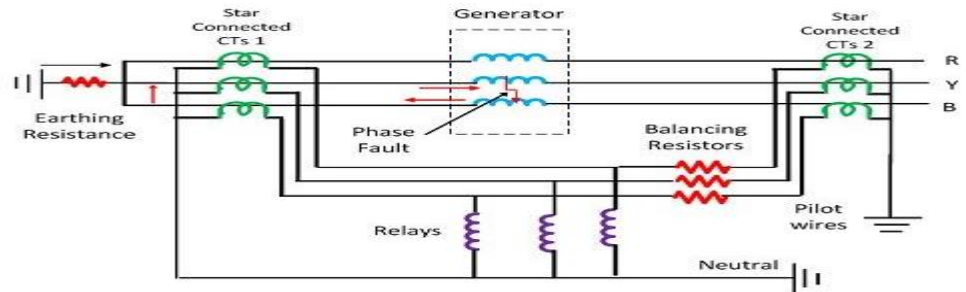 Star
Connected
CTs 1
Generator
Star
Connected
CTs 2
R
Y
B
Earthing
Resistance
Phase
Fault
Balancing
Resistors
Relays
Pilot
wires
Neutral